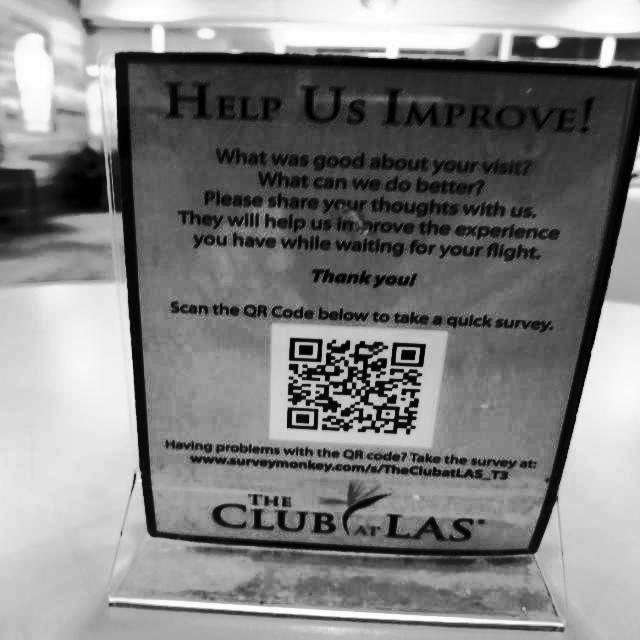 HELP US IMPROVE!
What was good about your visit?
What can we do better?
Please share your thoughts with us.
They will help us improve the experience
you have while waiting for your flight.
Thank you!
Scan the QR Code below to take a quick survey.
Having problems with the QR code? Take the survey at:
www.surveymonkey.com/s/TheClubatLAS_T3
THE
CLUB AT LAS